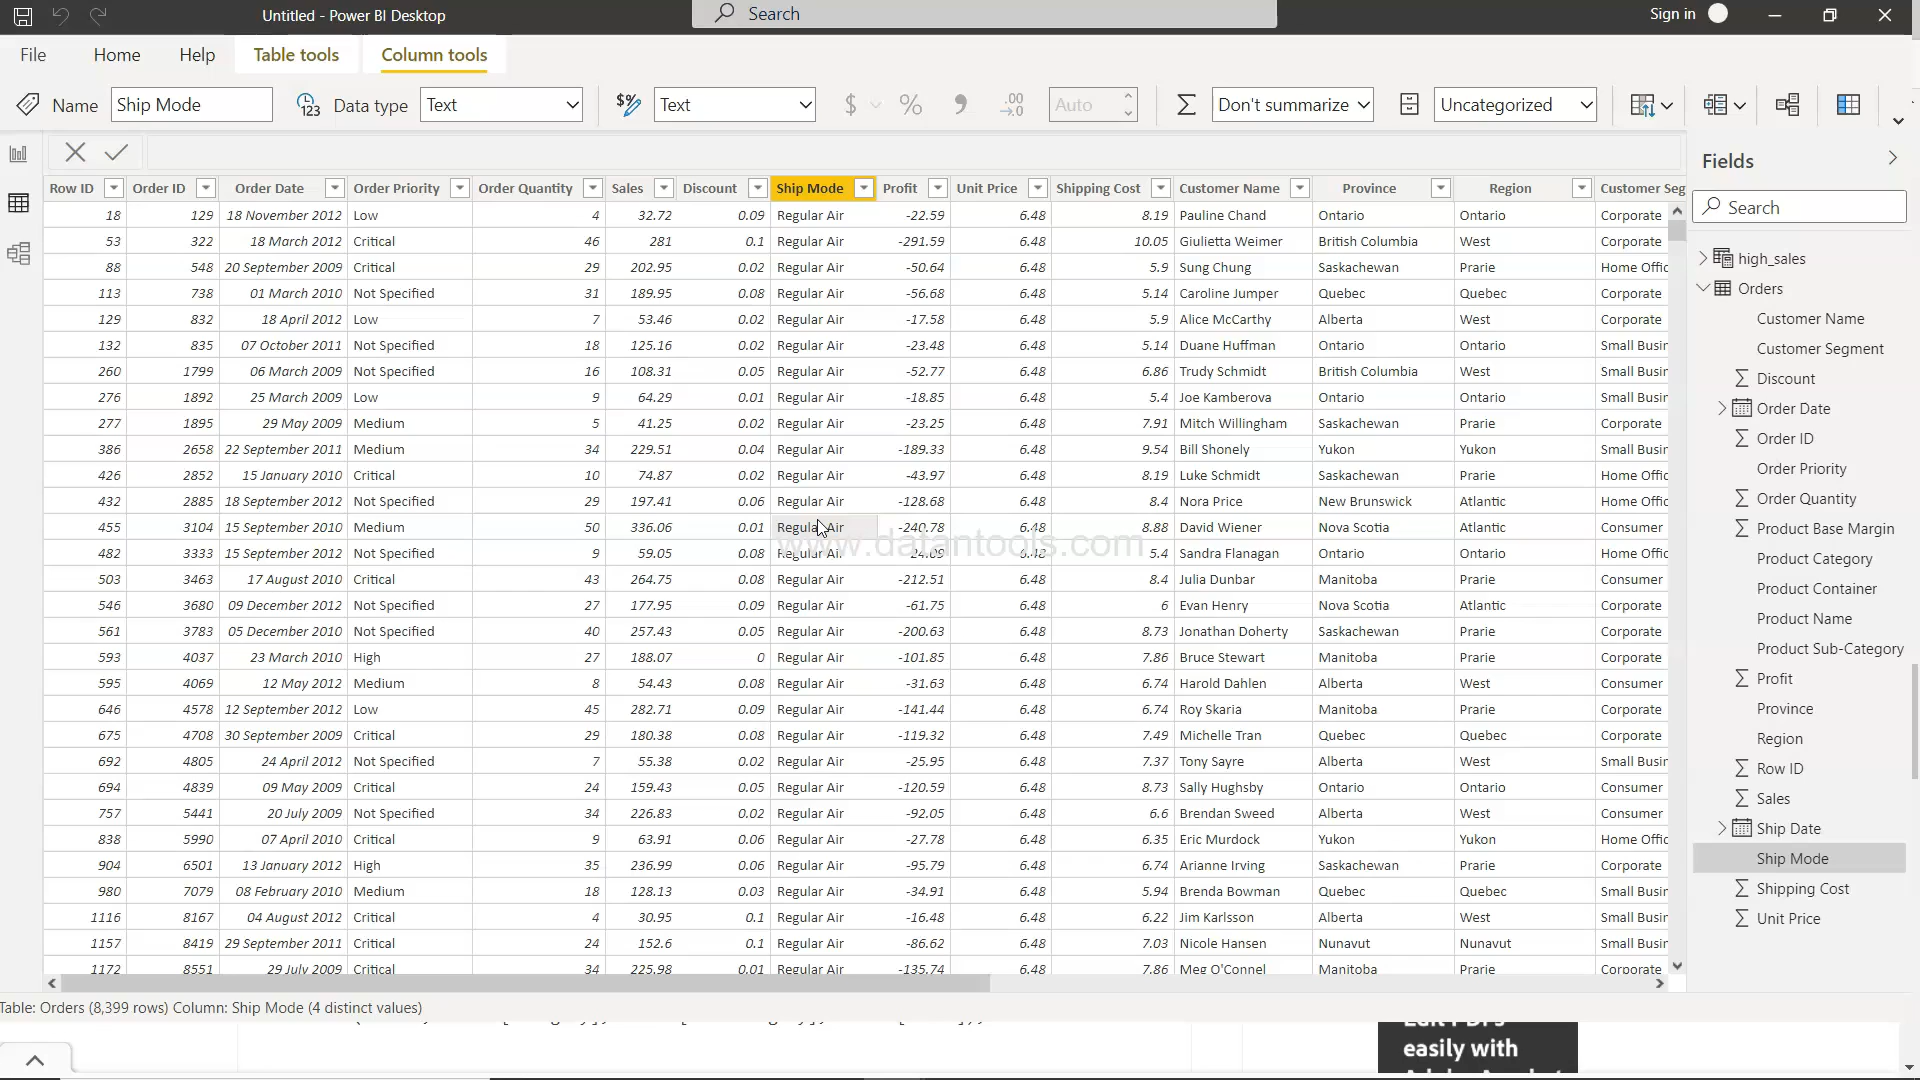 Untitled - Power BI Desktop
Search
Sign in
File Home Help Table tools Column tools
Name Ship Mode Data type Text Text $ % 9 .00 →.0 Auto Don't summarize Uncategorized
Row ID Order ID Order Date Order Priority Order Quantity Sales Discount Ship Mode Profit Unit Price Shipping Cost Customer Name Province Region Customer Seg
18 129 18 November 2012 Low 4 32.72 0.09 Regular Air -22.59 6.48 8.19 Pauline Chand Ontario Ontario Corporate
53 322 18 March 2012 Critical 46 281 0.1 Regular Air -291.59 6.48 10.05 Giulietta Weimer British Columbia West Corporate
88 548 20 September 2009 Critical 29 202.95 0.02 Regular Air -50.64 6.48 5.9 Sung Chung Saskachewan Prarie Home Offic
113 738 01 March 2010 Not Specified 31 189.95 0.08 Regular Air -56.68 6.48 5.14 Caroline Jumper Quebec Quebec Corporate
129 832 18 April 2012 Low 7 53.46 0.02 Regular Air -17.58 6.48 5.9 Alice McCarthy Alberta West Corporate
132 835 07 October 2011 Not Specified 18 125.16 0.02 Regular Air -23.48 6.48 5.14 Duane Huffman Ontario Ontario Small Busir
260 1799 06 March 2009 Not Specified 16 108.31 0.05 Regular Air -52.77 6.48 6.86 Trudy Schmidt British Columbia West Small Busir
276 1892 25 March 2009 Low 9 64.29 0.01 Regular Air -18.85 6.48 5.4 Joe Kamberova Ontario Ontario Small Busir
277 1895 29 May 2009 Medium 5 41.25 0.02 Regular Air -23.25 6.48 7.91 Mitch Willingham Saskachewan Prarie Corporate
386 2658 22 September 2011 Medium 34 229.51 0.04 Regular Air -189.33 6.48 9.54 Bill Shonely Yukon Yukon Small Busir
426 2852 15 January 2010 Critical 10 74.87 0.02 Regular Air -43.97 6.48 8.19 Luke Schmidt Saskachewan Prarie Home Offic
432 2885 18 September 2012 Not Specified 29 197.41 0.06 Regular Air -128.68 6.48 8.4 Nora Price New Brunswick Atlantic Home Offic
455 3104 15 September 2010 Medium 50 336.06 0.01 Regular Air -240.78 6.48 8.88 David Wiener Nova Scotia Atlantic Consumer
www.datantools.com
482 3333 15 September 2012 Not Specified 9 59.05 0.08 Regular Air -24.09 6.48 5.4 Sandra Flanagan Ontario Ontario Home Offic
503 3463 17 August 2010 Critical 43 264.75 0.08 Regular Air -212.51 6.48 8.4 Julia Dunbar Manitoba Prarie Consumer
546 3680 09 December 2012 Not Specified 27 177.95 0.09 Regular Air -61.75 6.48 6 Evan Henry Nova Scotia Atlantic Corporate
561 3783 05 December 2010 Not Specified 40 257.43 0.05 Regular Air -200.63 6.48 8.73 Jonathan Doherty Saskachewan Prarie Corporate
593 4037 23 March 2010 High 27 188.07 0 Regular Air -101.85 6.48 7.86 Bruce Stewart Manitoba Prarie Corporate
595 4069 12 May 2012 Medium 8 54.43 0.08 Regular Air -31.63 6.48 6.74 Harold Dahlen Alberta West Consumer
646 4578 12 September 2012 Low 45 282.71 0.09 Regular Air -141.44 6.48 6.74 Roy Skaria Manitoba Prarie Corporate
675 4708 30 September 2009 Critical 29 180.38 0.08 Regular Air -119.32 6.48 7.49 Michelle Tran Quebec Quebec Corporate
692 4805 24 April 2012 Not Specified 7 55.38 0.02 Regular Air -25.95 6.48 7.37 Tony Sayre Alberta West Small Busir
694 4839 09 May 2009 Critical 24 159.43 0.05 Regular Air -120.59 6.48 8.73 Sally Hughsby Ontario Ontario Consumer
757 5441 20 July 2009 Not Specified 34 226.83 0.02 Regular Air -92.05 6.48 6.6 Brendan Sweed Alberta West Consumer
838 5990 07 April 2010 Critical 9 63.91 0.06 Regular Air -27.78 6.48 6.35 Eric Murdock Yukon Yukon Home Offic
904 6501 13 January 2012 High 35 236.99 0.06 Regular Air -95.79 6.48 6.74 Arianne Irving Saskachewan Prarie Corporate
980 7079 08 February 2010 Medium 18 128.13 0.03 Regular Air -34.91 6.48 5.94 Brenda Bowman Quebec Quebec Small Busir
1116 8167 04 August 2012 Critical 4 30.95 0.1 Regular Air -16.48 6.48 6.22 Jim Karlsson Alberta West Small Busir
1157 8419 29 September 2011 Critical 24 152.6 0.1 Regular Air -86.62 6.48 7.03 Nicole Hansen Nunavut Nunavut Small Busir
1172 8551 29 July 2009 Critical 34 225.98 0.01 Regular Air -135.74 6.48 7.86 Meg O'Connel Manitoba Prarie Corporate
Table: Orders (8,399 rows) Column: Ship Mode (4 distinct values)
Fields
Search
high_sales
Orders
Customer Name
Customer Segment
Discount
Order Date
Order ID
Order Priority
Order Quantity
Product Base Margin
Product Category
Product Container
Product Name
Product Sub-Category
Profit
Province
Region
Row ID
Sales
Ship Date
Ship Mode
Shipping Cost
Unit Price
easily with